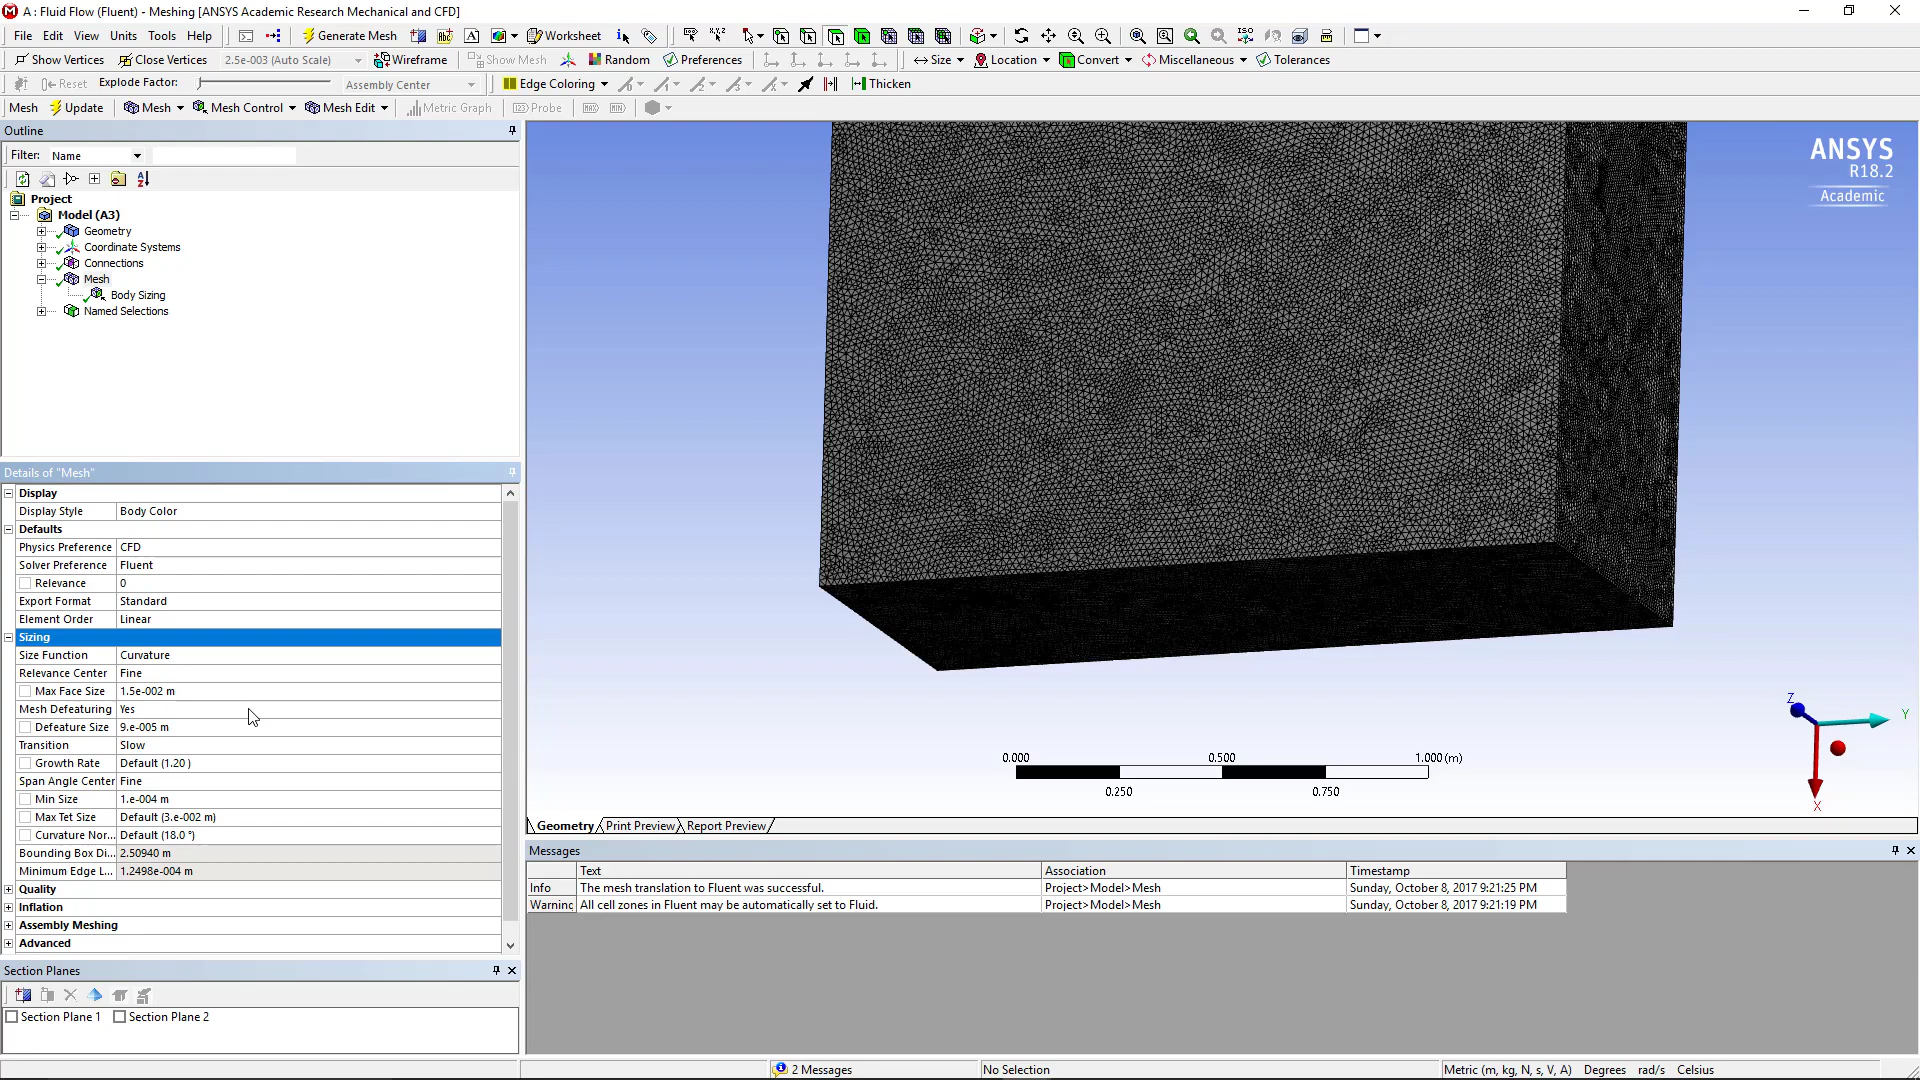 A : Fluid Flow (Fluent) - Meshing [ANSYS Academic Research Mechanical and CFD]
File Edit View Units Tools Help Generate Mesh Worksheet
Show Vertices Close Vertices 2.5e-003 (Auto Scale) Wireframe Show Mesh Random Preferences Size Location Convert Miscellaneous Tolerances
Reset Explode Factor: Assembly Center Edge Coloring Thicken
Mesh Update Mesh Mesh Control Mesh Edit Metric Graph Probe
Outline
Filter: Name
Project
Model (A3)
Geometry
Coordinate Systems
Connections
Mesh
Body Sizing
Named Selections
Details of "Mesh"
Display
Display Style Body Color
Defaults
Physics Preference CFD
Solver Preference Fluent
Relevance 0
Export Format Standard
Element Order Linear
Sizing
Size Function Curvature
Relevance Center Fine
Max Face Size 1.5e-002 m
Mesh Defeaturing Yes
Defeature Size 9.e-005 m
Transition Slow
Growth Rate Default (1.20 )
Span Angle Center Fine
Min Size 1.e-004 m
Max Tet Size Default (3.e-002 m)
Curvature Nor... Default (18.0 °)
Bounding Box Di... 2.50940 m
Minimum Edge L... 1.2498e-004 m
Quality
Inflation
Assembly Meshing
Advanced
Section Planes
Section Plane 1 Section Plane 2
ANSYS
R18.2
Academic
Z
Y
X
0.000 0.500 1.000 (m)
0.250 0.750
Geometry Print Preview Report Preview
Messages
Text Association Timestamp
Info The mesh translation to Fluent was successful. Project>Model>Mesh Sunday, October 8, 2017 9:21:25 PM
Warning All cell zones in Fluent may be automatically set to Fluid. Project>Model>Mesh Sunday, October 8, 2017 9:21:19 PM
2 Messages No Selection Metric (m, kg, N, s, V, A) Degrees rad/s Celsius